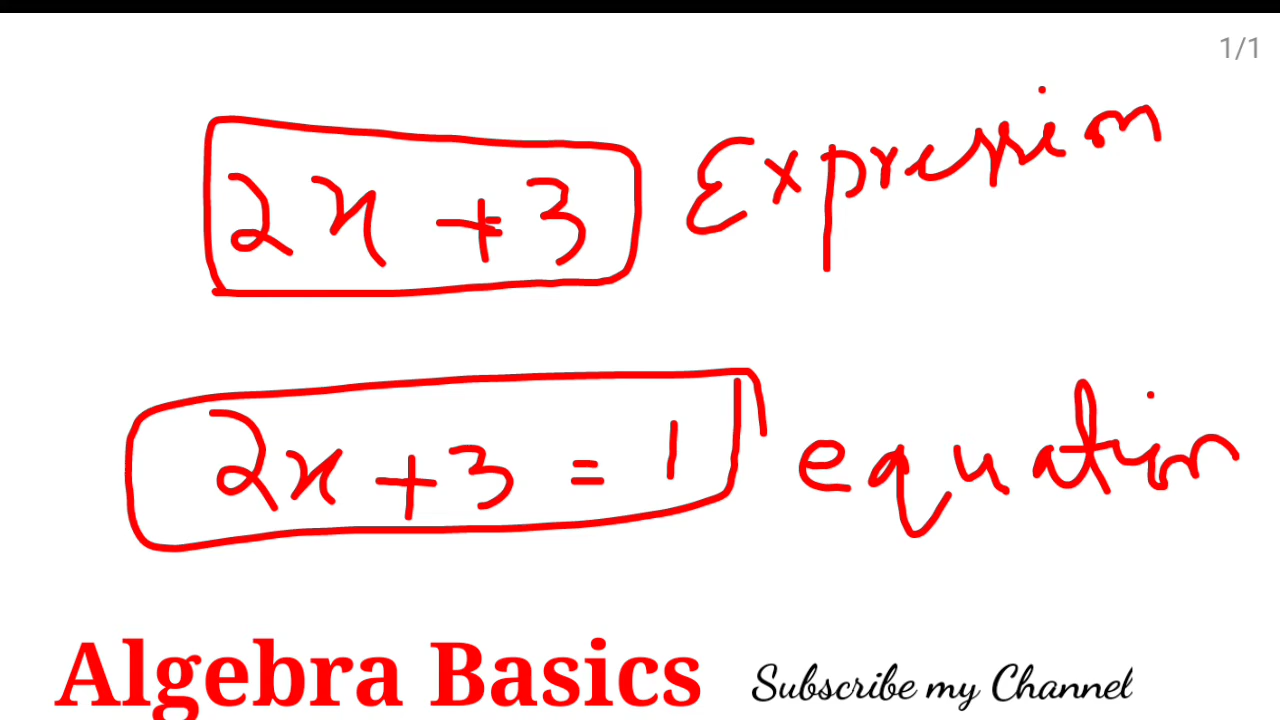 1/1
2x + 3 Expression
2x + 3 = 1 equation
Algebra Basics Subscribe my Channel